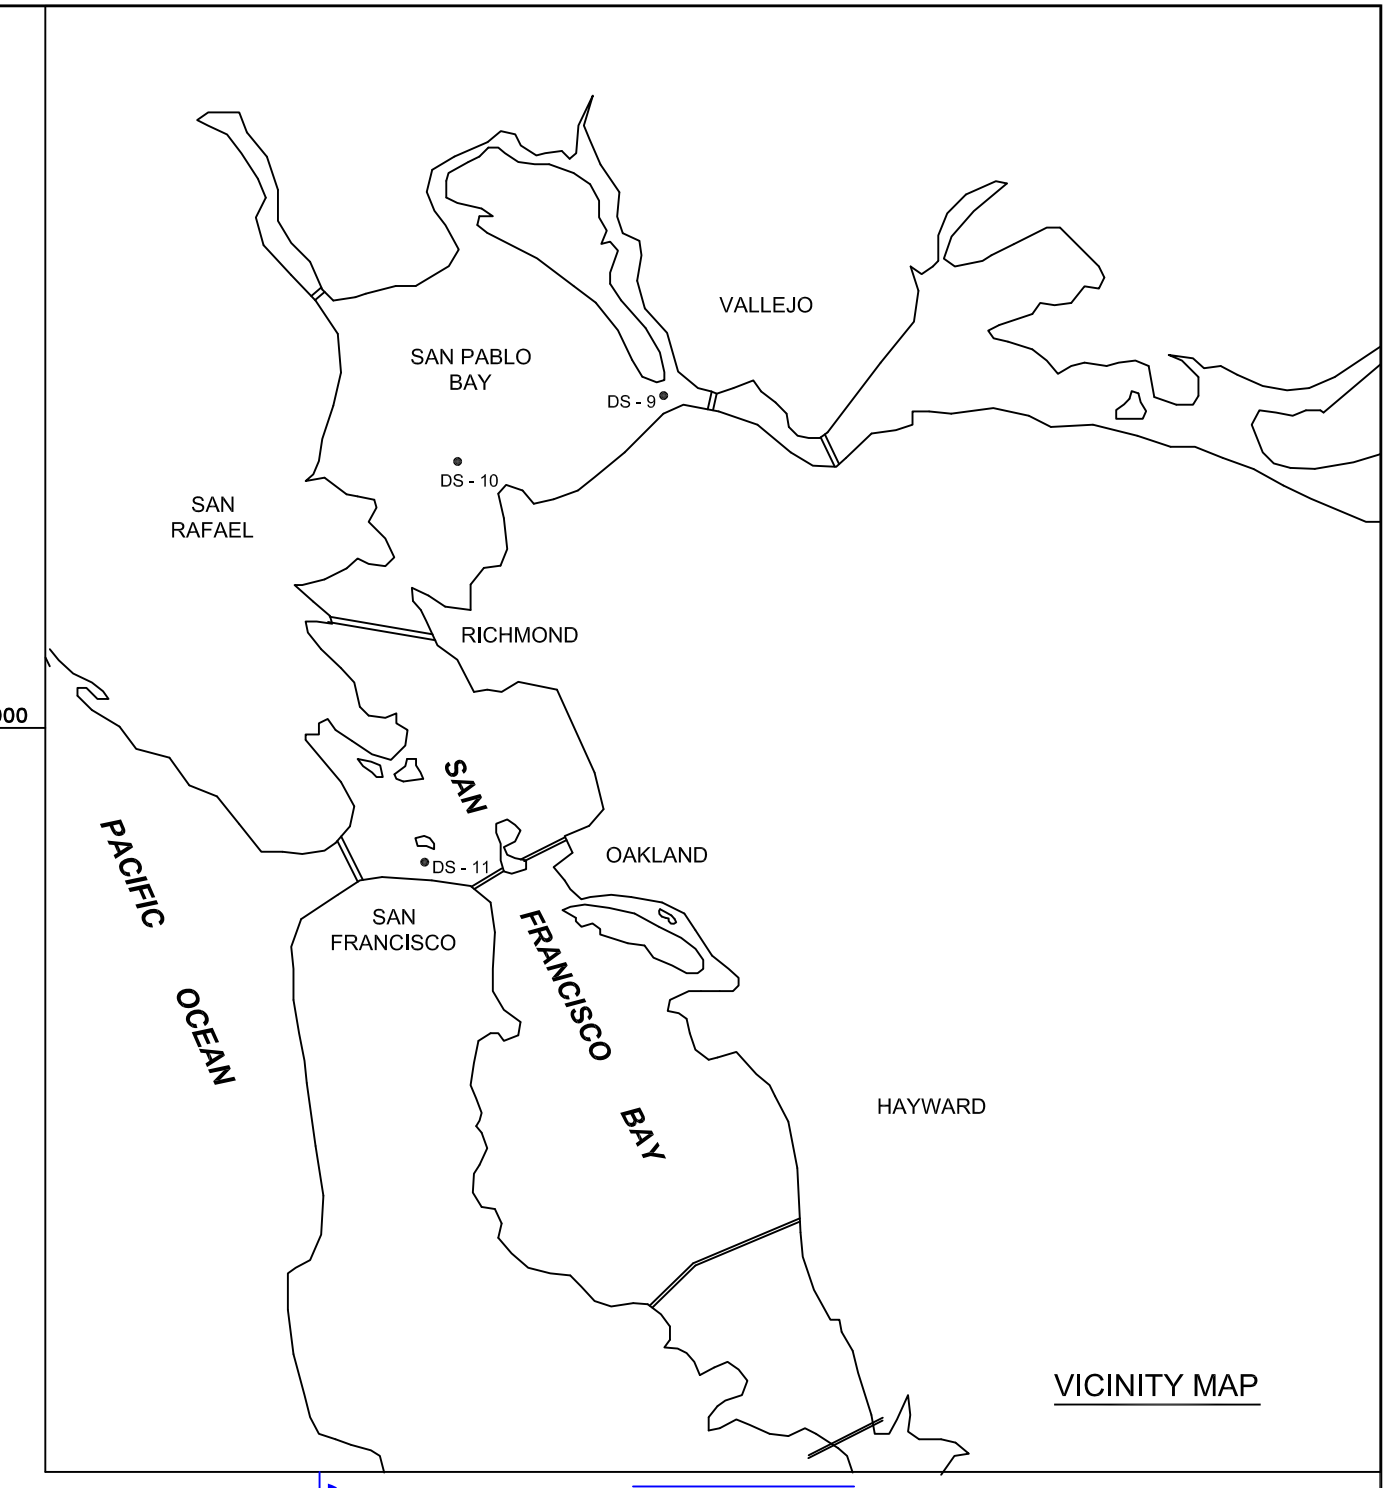 VALLEJO
SAN PABLO
BAY
DS - 9
DS - 10
SAN
RAFAEL
RICHMOND
000
SAN
FRANCISCO
BAY
PACIFIC
OCEAN
OAKLAND
DS - 11
SAN
FRANCISCO
HAYWARD
VICINITY MAP